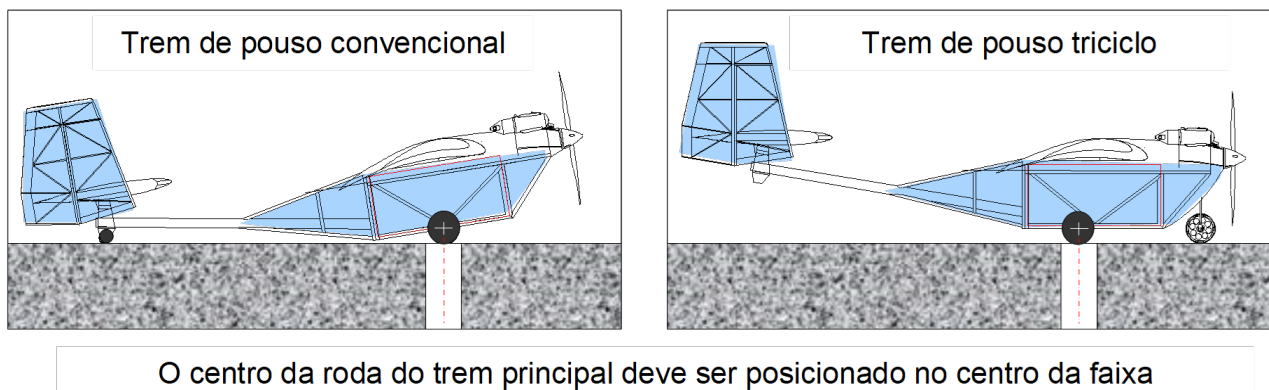 Trem de pouso convencional
Trem de pouso triciclo
O centro da roda do trem principal deve ser posicionado no centro da faixa